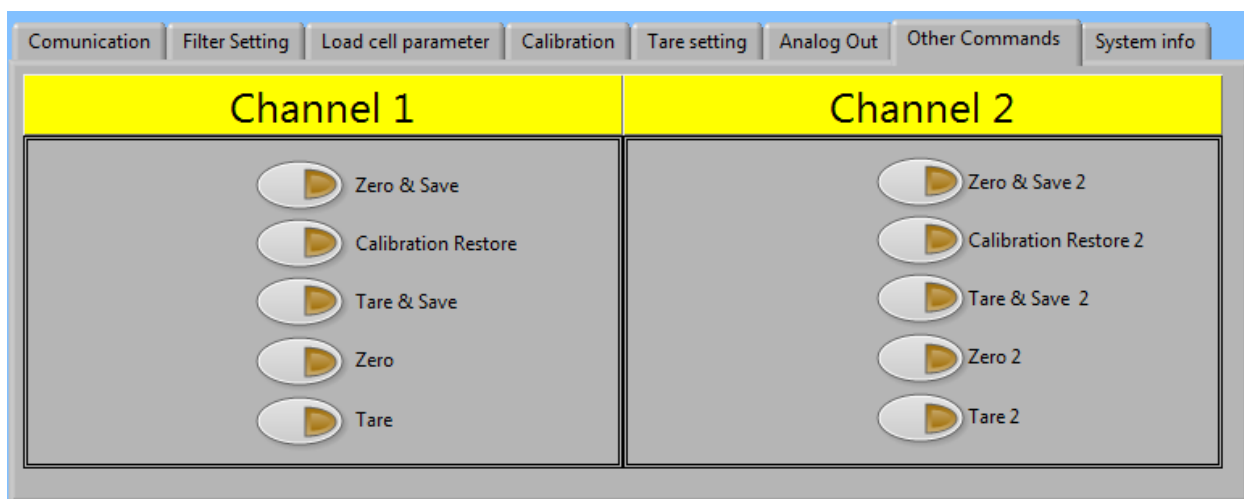 Comunication Filter Setting Load cell parameter Calibration Tare setting Analog Out Other Commands System info
Channel 1 Channel 2
Zero & Save Zero & Save 2
Calibration Restore Calibration Restore 2
Tare & Save Tare & Save 2
Zero Zero 2
Tare Tare 2